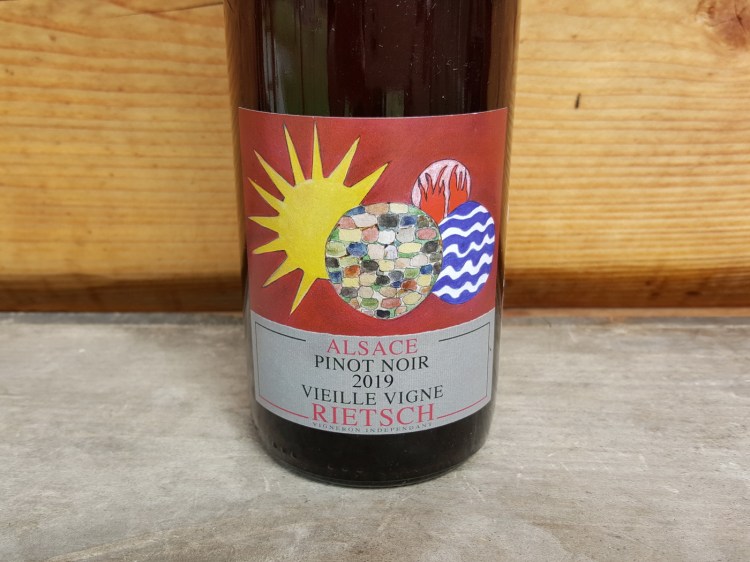 ALSACE
PINOT NOIR
2019
VIEILLE VIGNE
RIETSCH
VIGNERON INDEPENDANT